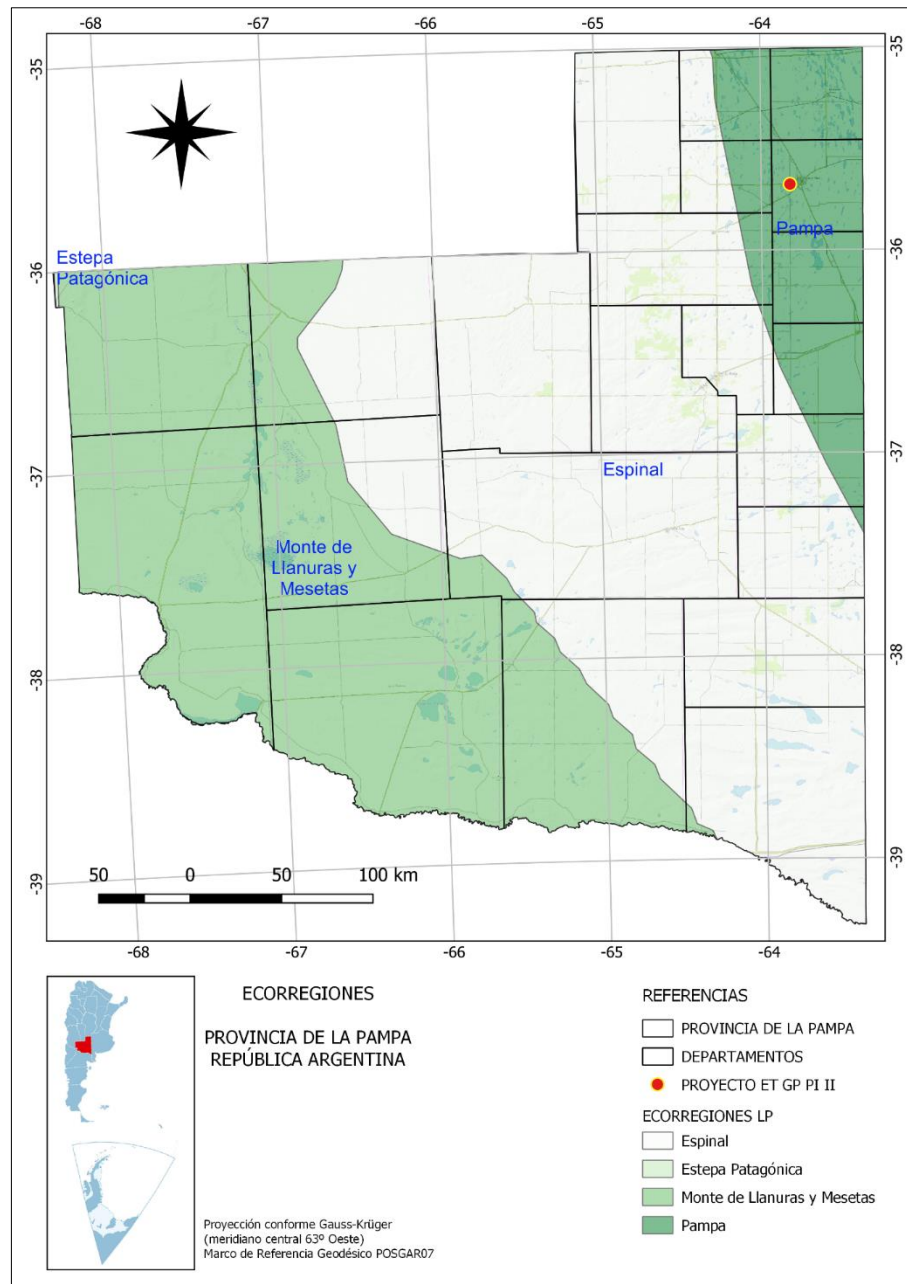 -68
-67
-66
-65
-64
-35
-35
Pampa
Estepa
Patagónica
-36
-36
-37
-37
Espinal
Monte de
Llanuras y
Mesetas
-38
-38
50
0
50
100 km
-39
-39
-68
-67
-66
-65
-64
ECORREGIONES
PROVINCIA DE LA PAMPA
REPÚBLICA ARGENTINA
Proyección conforme Gauss-Krüger
(meridiano central 63º Oeste)
Marco de Referencia Geodésico POSGAR07
REFERENCIAS
PROVINCIA DE LA PAMPA
DEPARTAMENTOS
PROYECTO ET GP PI II
ECORREGIONES LP
Espinal
Estepa Patagónica
Monte de Llanuras y Mesetas
Pampa